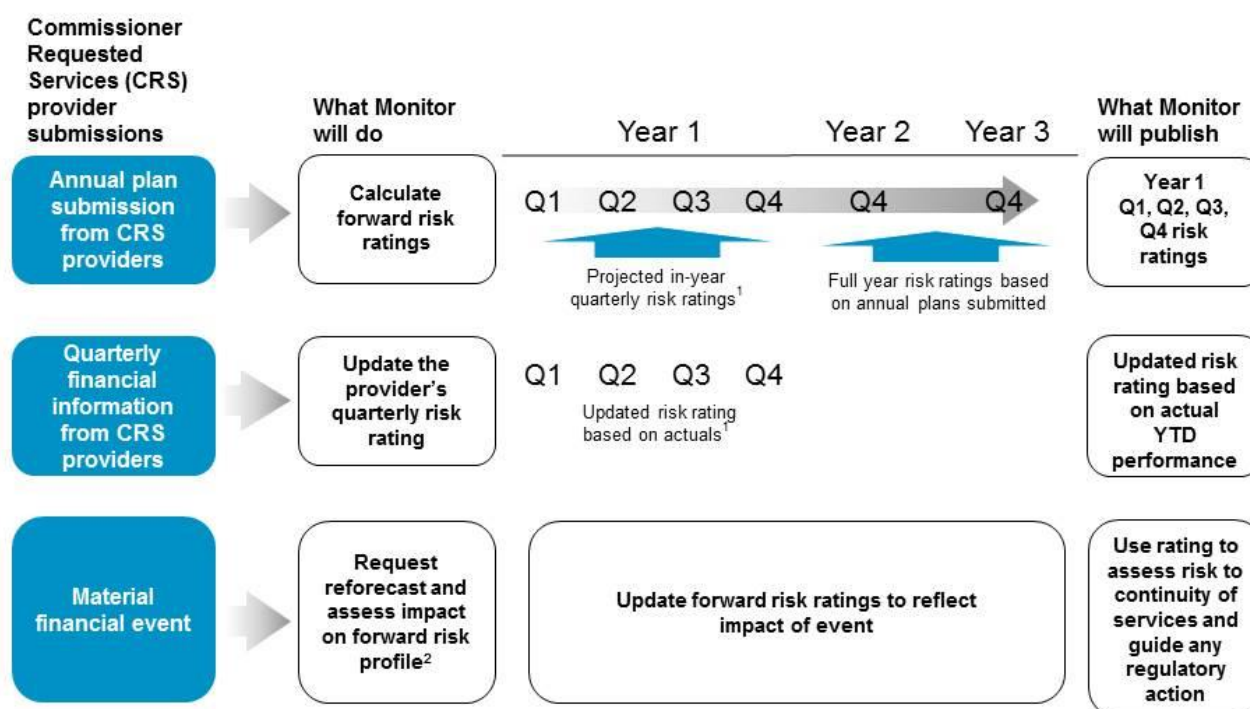 Commissioner
Requested
Services (CRS)
provider
submissions
What Monitor
will do
Year 1
Year 2
Year 3
What Monitor
will publish
Annual plan
submission
from CRS
providers
Calculate
forward risk
ratings
Q1 Q2 Q3 Q4 Q4 Q4
Projected in-year
quarterly risk ratings1
Full year risk ratings based
on annual plans submitted
Year 1
Q1, Q2, Q3,
Q4 risk
ratings
Quarterly
financial
information
from CRS
providers
Update the
provider's
quarterly risk
rating
Q1 Q2 Q3 Q4
Updated risk rating
based on actuals1
Updated risk
rating based
on actual
YTD
performance
Material
financial event
Request
reforecast and
assess impact
on forward risk
profile2
Update forward risk ratings to reflect
impact of event
Use rating to
assess risk to
continuity of
services and
guide any
regulatory
action